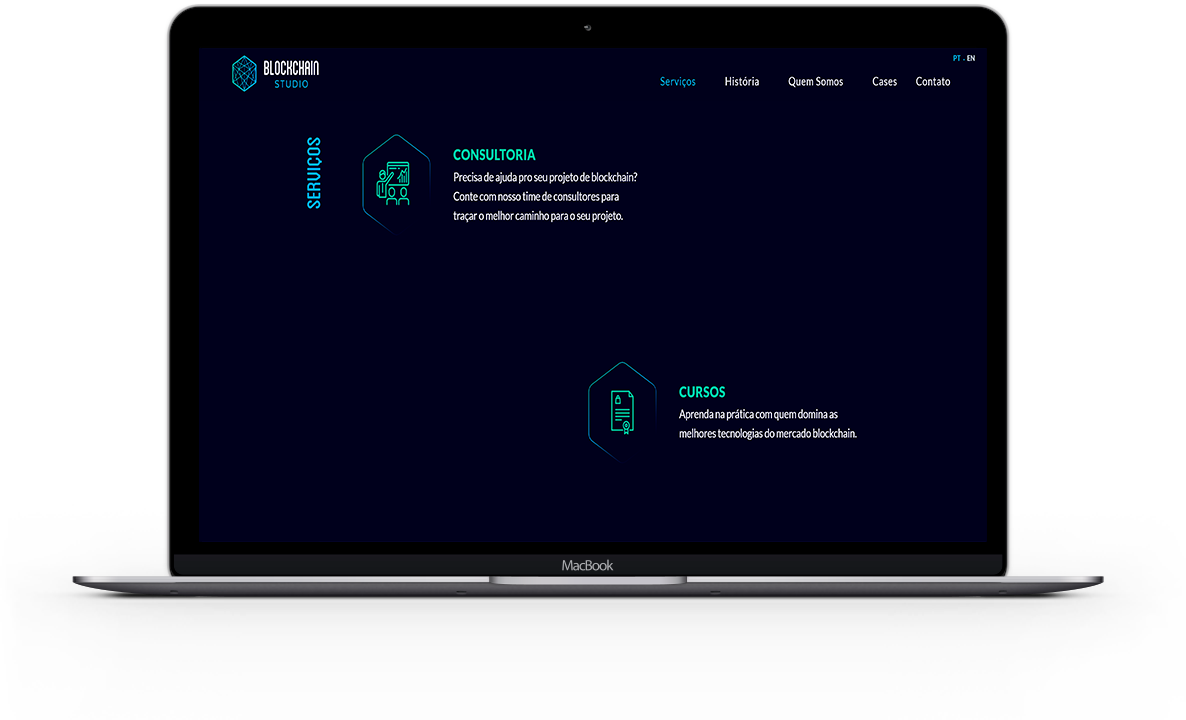 BLOCKCHAIN
STUDIO
PT . EN
Serviços
História
Quem Somos
Cases
Contato
SERVIÇOS
CONSULTORIA
Precisa de ajuda pro seu projeto de blockchain?
Conte com nosso time de consultores para
traçar o melhor caminho para o seu projeto.
CURSOS
Aprenda na prática com quem domina as
melhores tecnologias do mercado blockchain.
MacBook